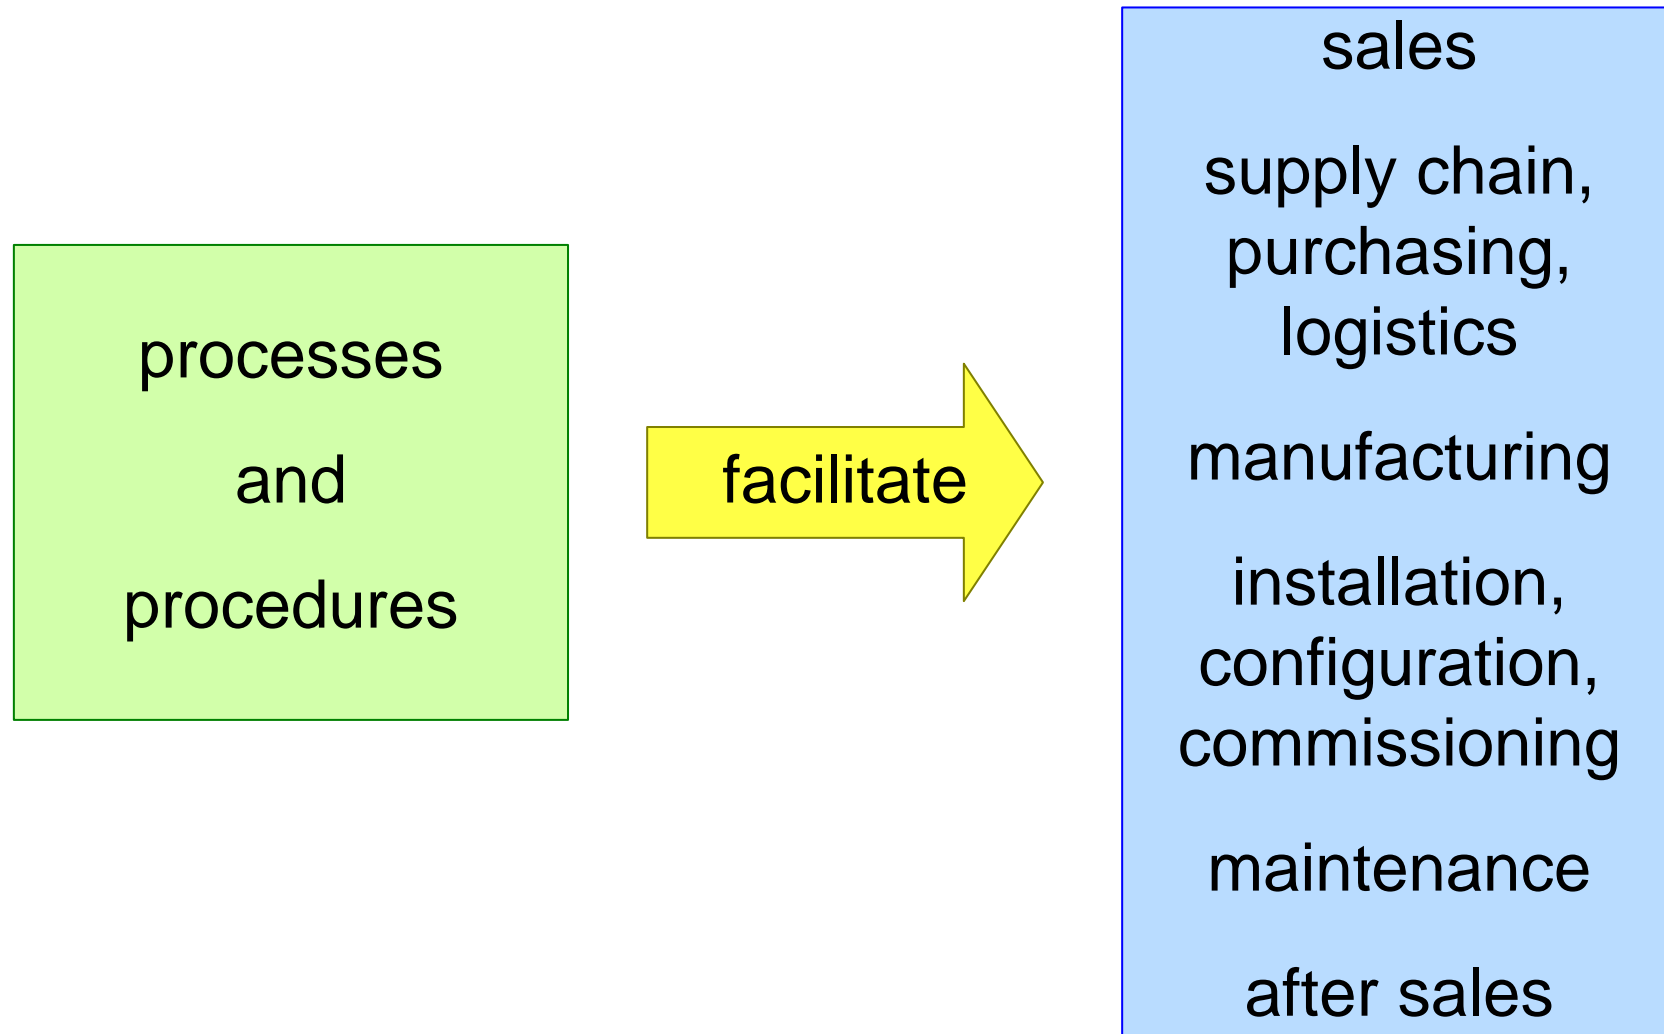 processes
and
procedures
facilitate
sales
supply chain,
purchasing,
logistics
manufacturing
installation,
configuration,
commissioning
maintenance
after sales